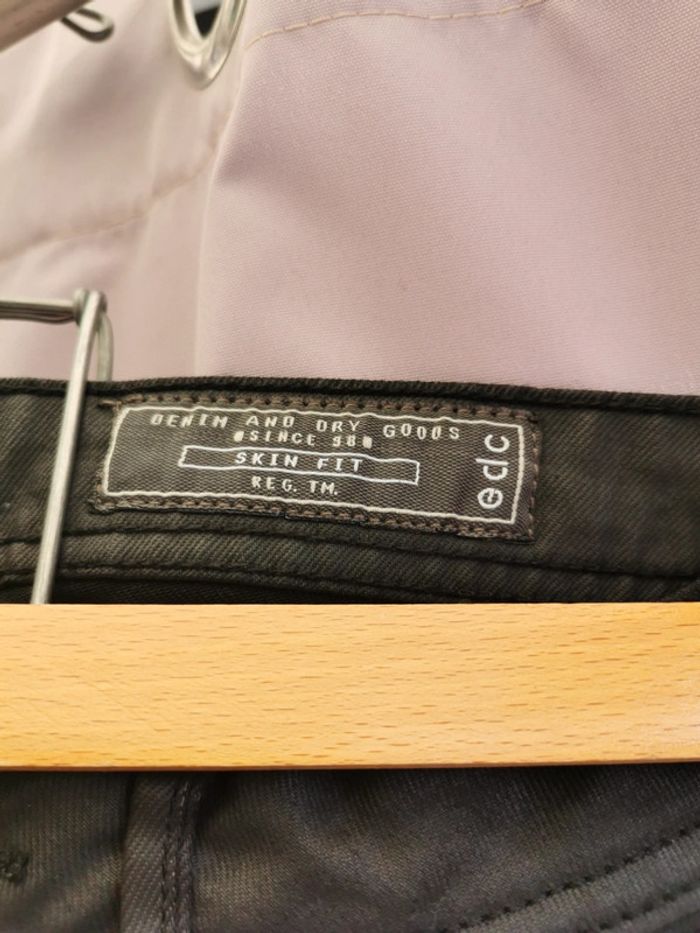 DENIM AND DRY GOODS
SINCE 98
SKIN FIT
REG. TM.
edc